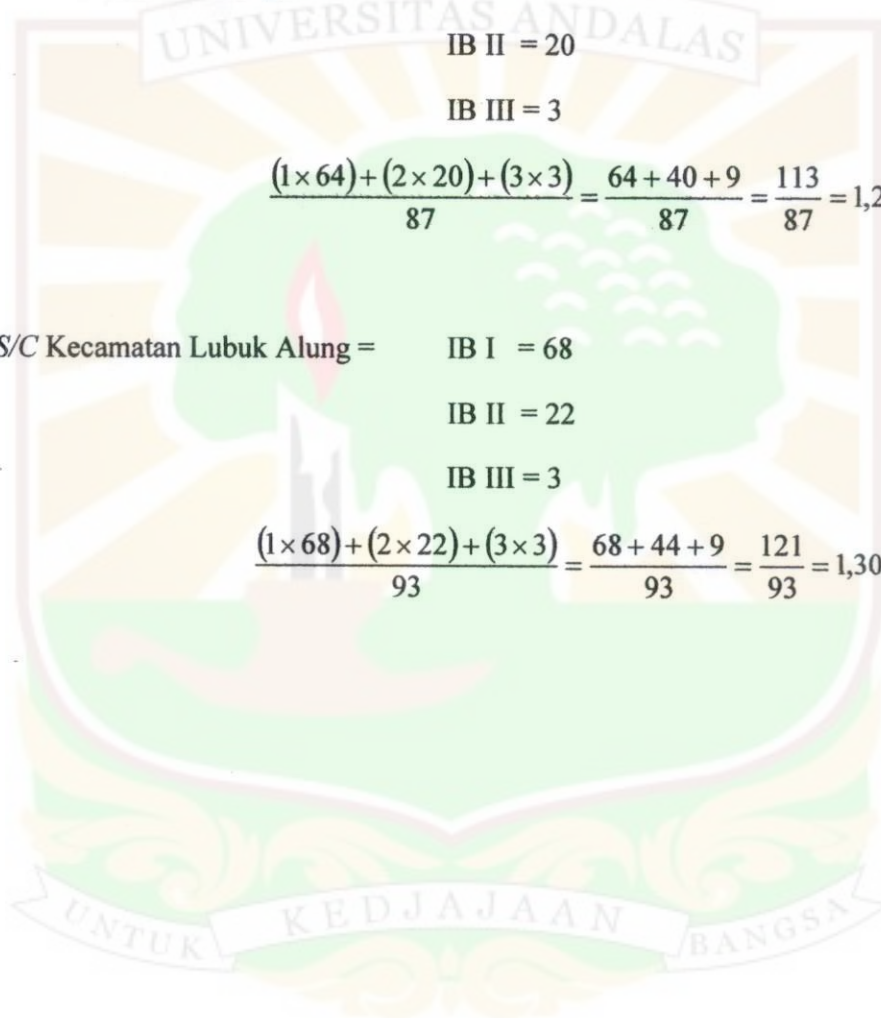 UNIVERSITAS ANDALAS
IB II = 20
IB III = 3
(1 × 64) + (2 × 20) + (3 × 3) / 87 = 64 + 40 + 9 / 87 = 113 / 87 = 1,2
S/C Kecamatan Lubuk Alung = IB I = 68
IB II = 22
IB III = 3
(1 × 68) + (2 × 22) + (3 × 3) / 93 = 68 + 44 + 9 / 93 = 121 / 93 = 1,30
UNTUK KEDJAJAAN BANGSA